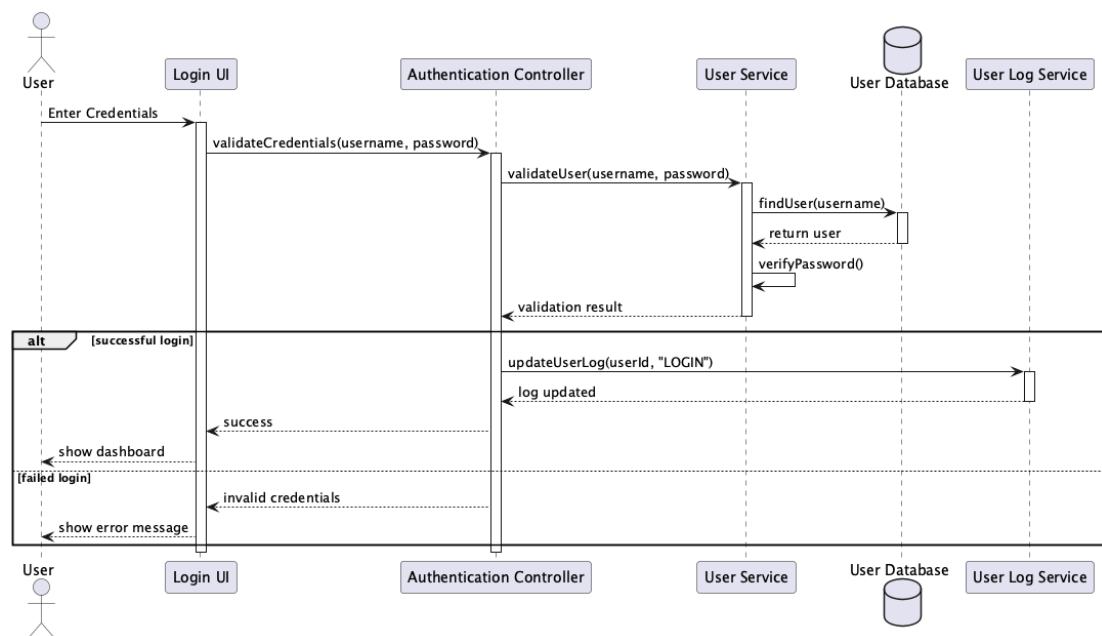 User
Login UI
Authentication Controller
User Service
User Database
User Log Service
Enter Credentials
validateCredentials(username, password)
validateUser(username, password)
findUser(username)
return user
verifyPassword()
validation result
alt [successful login]
updateUserLog(userId, "LOGIN")
log updated
success
show dashboard
[failed login]
invalid credentials
show error message
User
Login UI
Authentication Controller
User Service
User Database
User Log Service